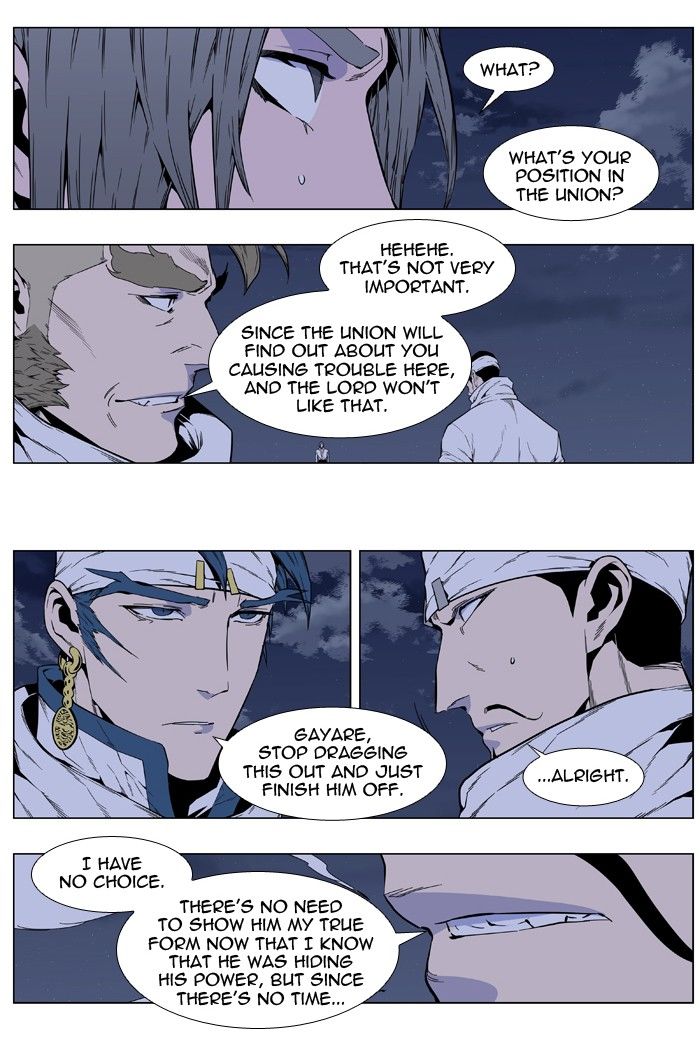 WHAT?
WHAT'S YOUR
POSITION IN
THE UNION?
HEHEHE.
THAT'S NOT VERY
IMPORTANT.
SINCE THE UNION WILL
FIND OUT ABOUT YOU
CAUSING TROUBLE HERE,
AND THE LORD WON'T
LIKE THAT.
GAYARE,
STOP DRAGGING
THIS OUT AND JUST
FINISH HIM OFF.
...ALRIGHT.
I HAVE
NO CHOICE.
THERE'S NO NEED
TO SHOW HIM MY TRUE
FORM NOW THAT I KNOW
THAT HE WAS HIDING
HIS POWER, BUT SINCE
THERE'S NO TIME...